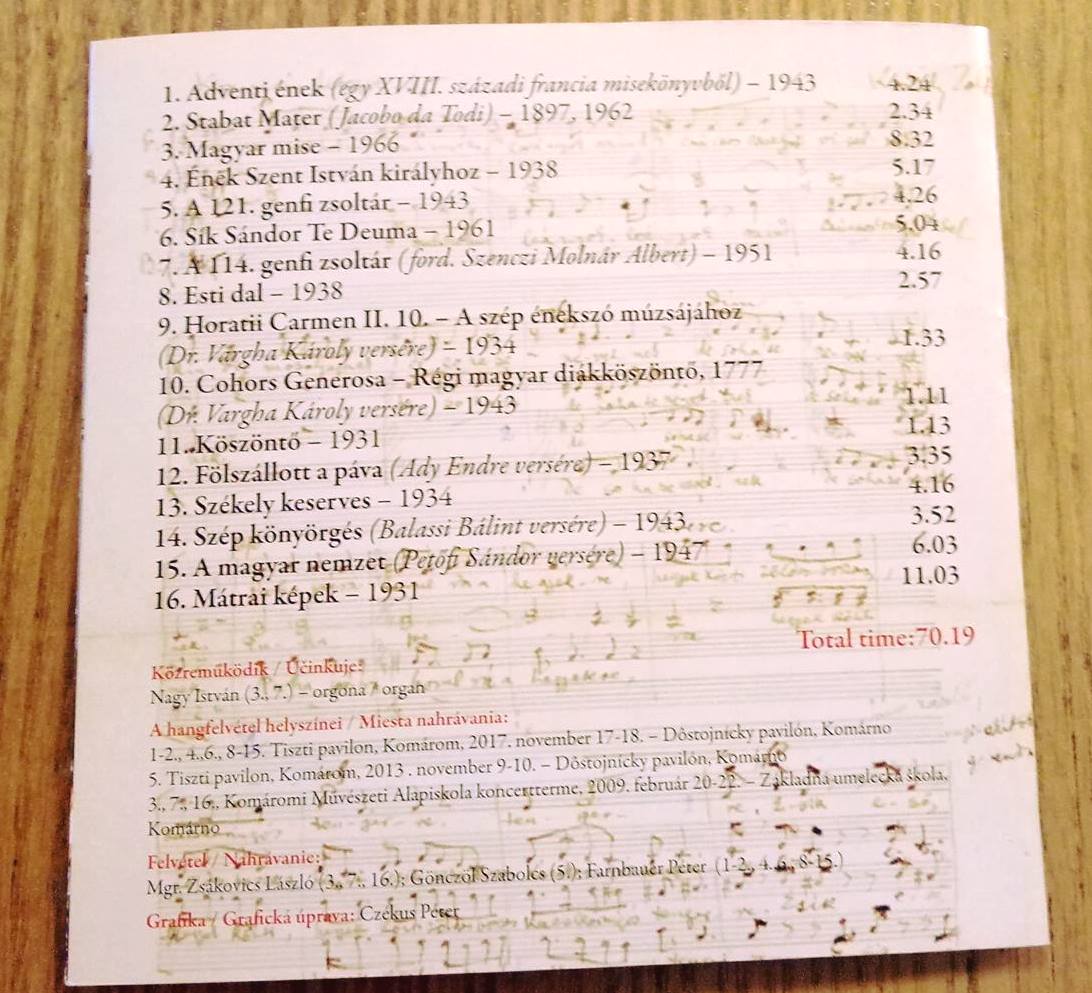 1. Adventi ének (egy XVIII. századi francia misekönyvből) – 1943 4.24
2. Stabat Mater (Jacobo da Todi) – 1897, 1962 2.34
3. Magyar mise – 1966 8.32
4. Ének Szent István királyhoz – 1938 5.17
5. A 121. genfi zsoltár – 1943 4.26
6. Sík Sándor Te Deuma – 1961 5.04
7. A 114. genfi zsoltár (ford. Szenczi Molnár Albert) – 1951 4.16
8. Esti dal – 1938 2.57
9. Horatii Carmen II. 10. – A szép énekszó múzsájához
(Dr. Vargha Károly versére) – 1934 1.33
10. Cohors Generosa – Régi magyar diákköszöntő, 1777
(Dr. Vargha Károly versére) – 1943 1.11
11. Köszöntő – 1931 1.13
12. Fölszállott a páva (Ady Endre versére) – 1937 3.35
13. Székely keserves – 1934 4.16
14. Szép könyörgés (Balassi Bálint versére) – 1943 3.52
15. A magyar nemzet (Petőfi Sándor versére) – 1947 6.03
16. Mátrai képek – 1931 11.03
Total time:70.19
Közreműködik / Účinkuje:
Nagy István (3., 7.) – orgona / organ
A hangfelvétel helyszínei / Miesta nahrávania:
1-2., 4.,6., 8-15. Tiszti pavilon, Komárom, 2017. november 17-18. – Dôstojnícky pavilón, Komárno
5. Tiszti pavilon, Komárom, 2013 . november 9-10. – Dôstojnícky pavilón, Komárno
3., 7., 16., Komáromi Művészeti Alapiskola koncertterme, 2009. február 20-22. – Základná umelecká škola,
Komárno
Felvétel / Nahrávanie:
Mgr. Zsákovics László (3., 7., 16.); Gönczöl Szabolcs (5.); Farnbauer Péter (1-2., 4. 6., 8-15.)
Grafika / Grafická úprava: Czékus Péter